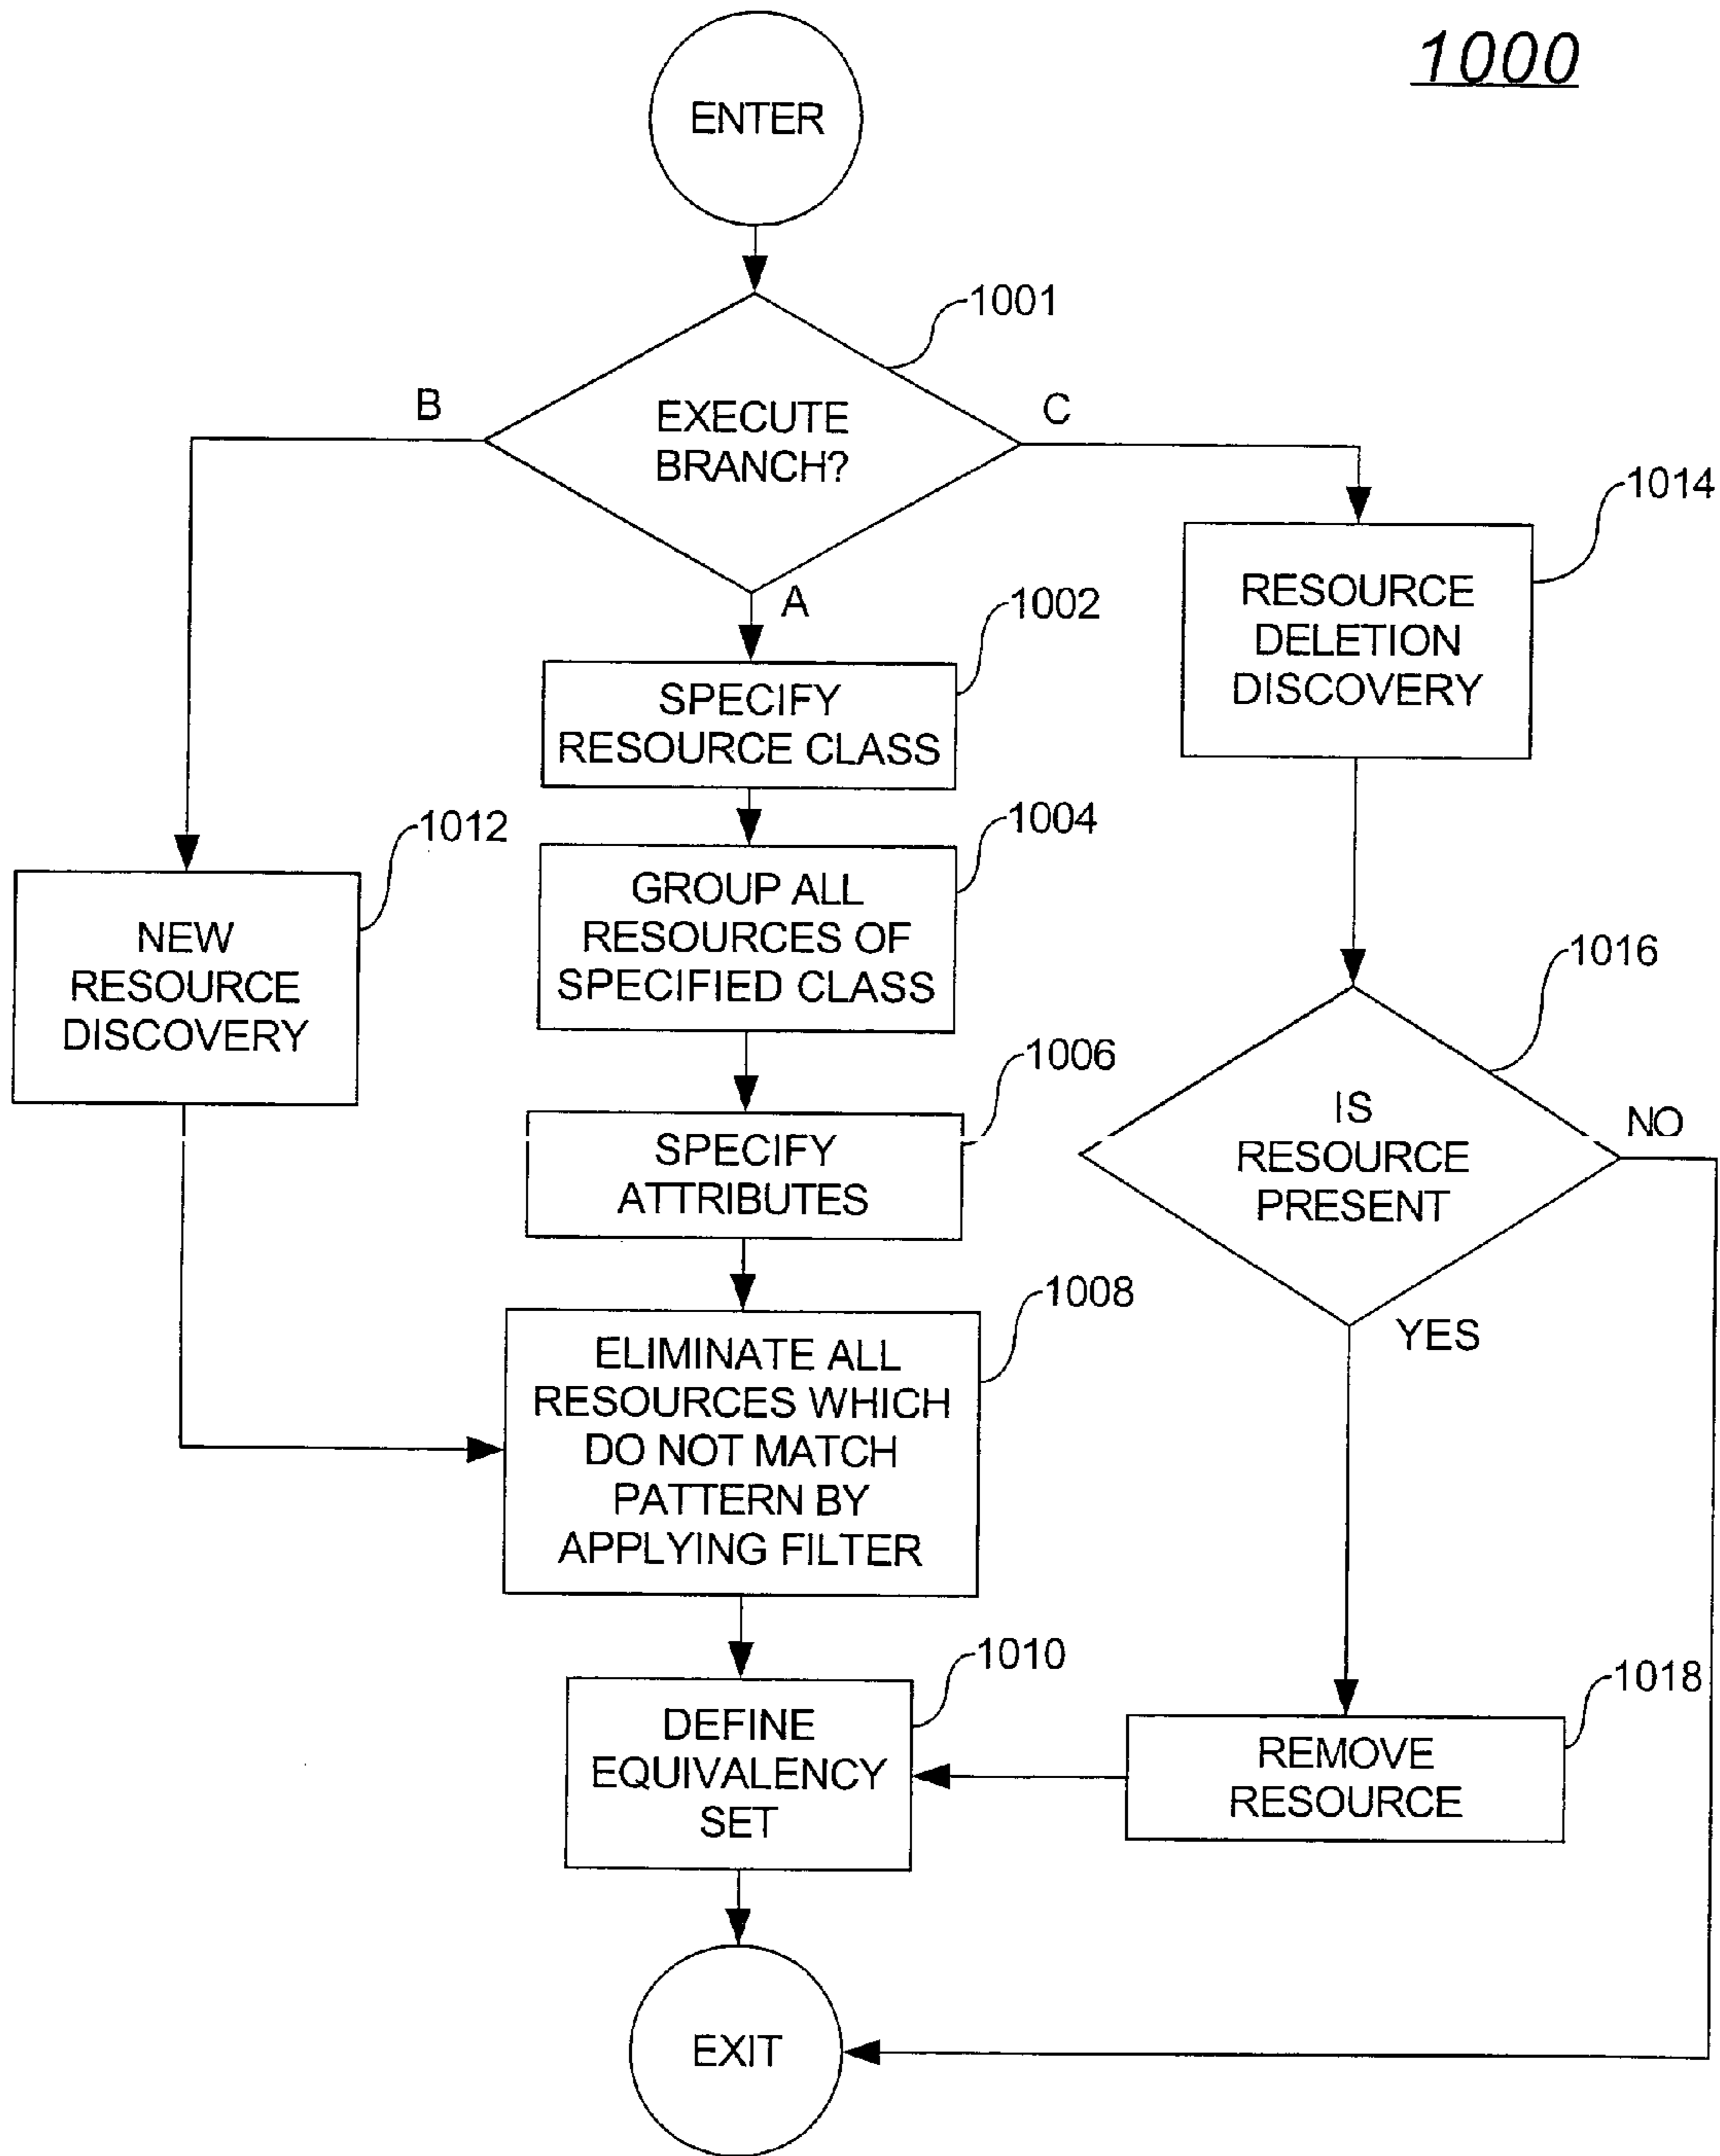 1000
ENTER
1001
B
EXECUTE
BRANCH?
C
A
1014
RESOURCE
DELETION
DISCOVERY
1002
SPECIFY
RESOURCE CLASS
1012
NEW
RESOURCE
DISCOVERY
1004
GROUP ALL
RESOURCES OF
SPECIFIED CLASS
1016
IS
RESOURCE
PRESENT
NO
YES
1006
SPECIFY
ATTRIBUTES
1008
ELIMINATE ALL
RESOURCES WHICH
DO NOT MATCH
PATTERN BY
APPLYING FILTER
1010
DEFINE
EQUIVALENCY
SET
1018
REMOVE
RESOURCE
EXIT